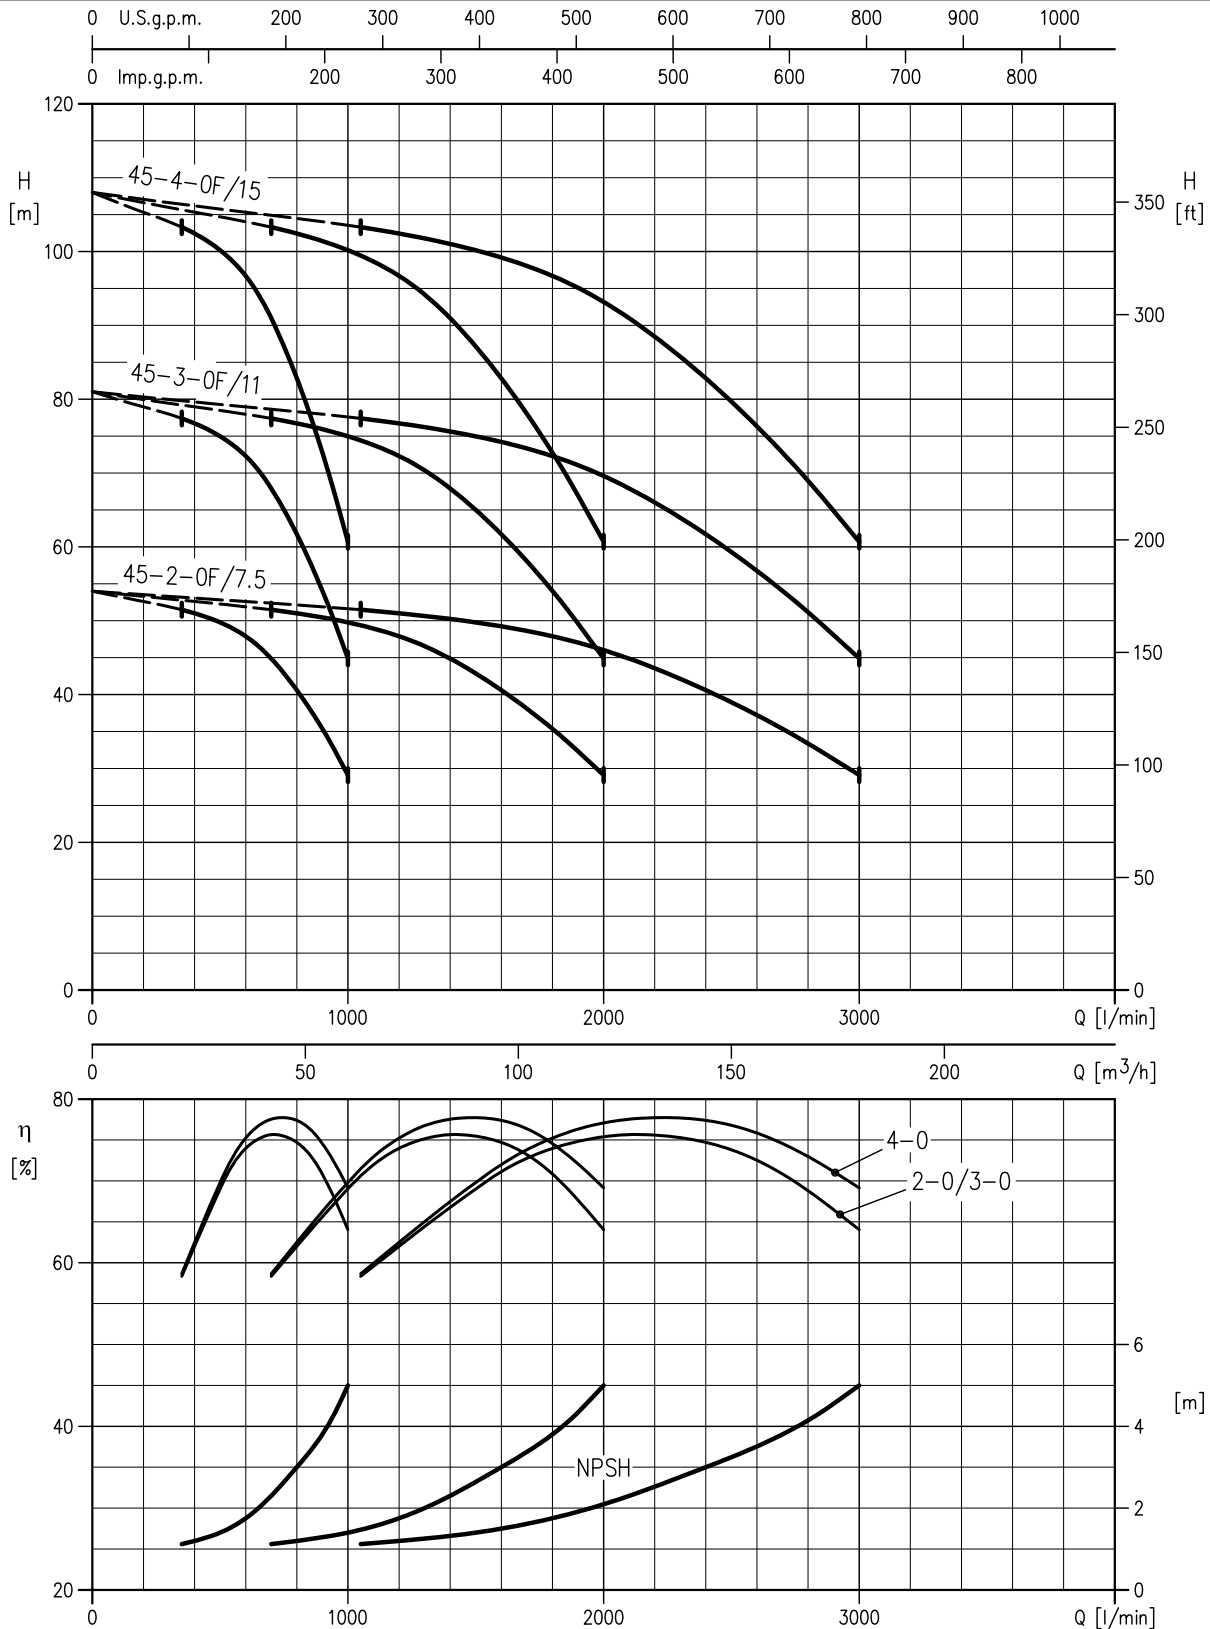 0 U.S.g.p.m. 200 300 400 500 600 700 800 900 1000
0 Imp.g.p.m. 200 300 400 500 600 700 800
120
H
[m]
45-4-0F/15
H
[ft]
350
100
300
45-3-0F/11
80
250
60
200
45-2-0F/7.5
150
40
100
20
50
0
0
0 1000 2000 3000 Q [l/min]
0 50 100 150 200 Q [m³/h]
80
η
[%]
4-0
2-0/3-0
60
6
[m]
40
4
NPSH
2
20
0
0 1000 2000 3000 Q [l/min]